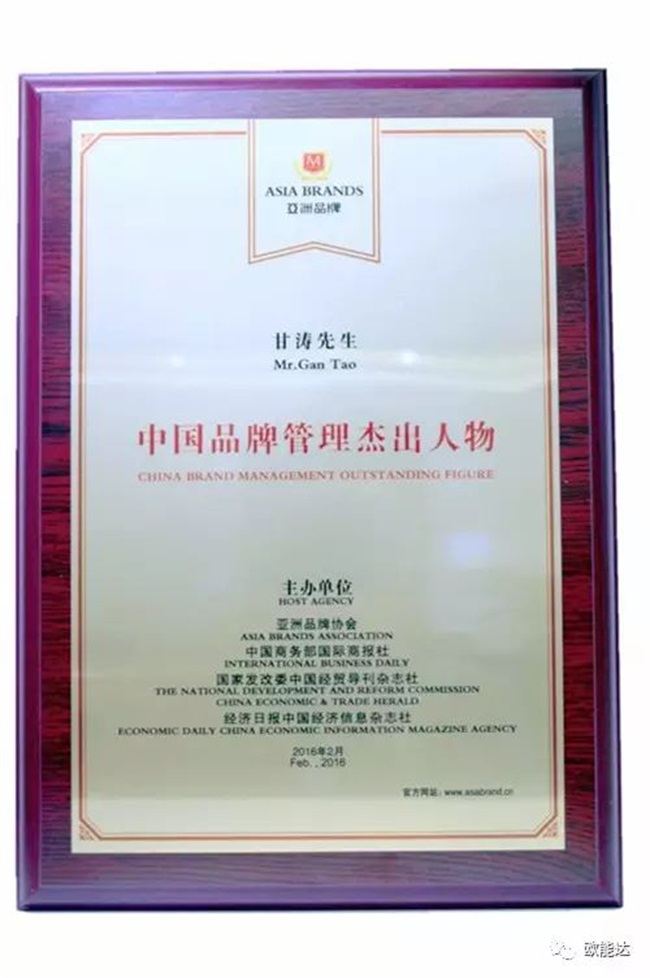 M
ASIA BRANDS
亚洲品牌
甘涛先生
Mr.Gan Tao
中国品牌管理杰出人物
CHINA BRAND MANAGEMENT OUTSTANDING FIGURE
主办单位
HOST AGENCY
亚洲品牌协会
ASIA BRANDS ASSOCIATION
中国商务部国际商报社
INTERNATIONAL BUSINESS DAILY
国家发改委中国经贸导刊杂志社
THE NATIONAL DEVELOPMENT AND REFORM COMMISSION
CHINA ECONOMIC & TRADE HERALD
经济日报中国经济信息杂志社
ECONOMIC DAILY CHINA ECONOMIC INFORMATION MAGAZINE AGENCY
2016年2月
Feb. , 2016
官方网站：www.asiabrand.cn
欧能达